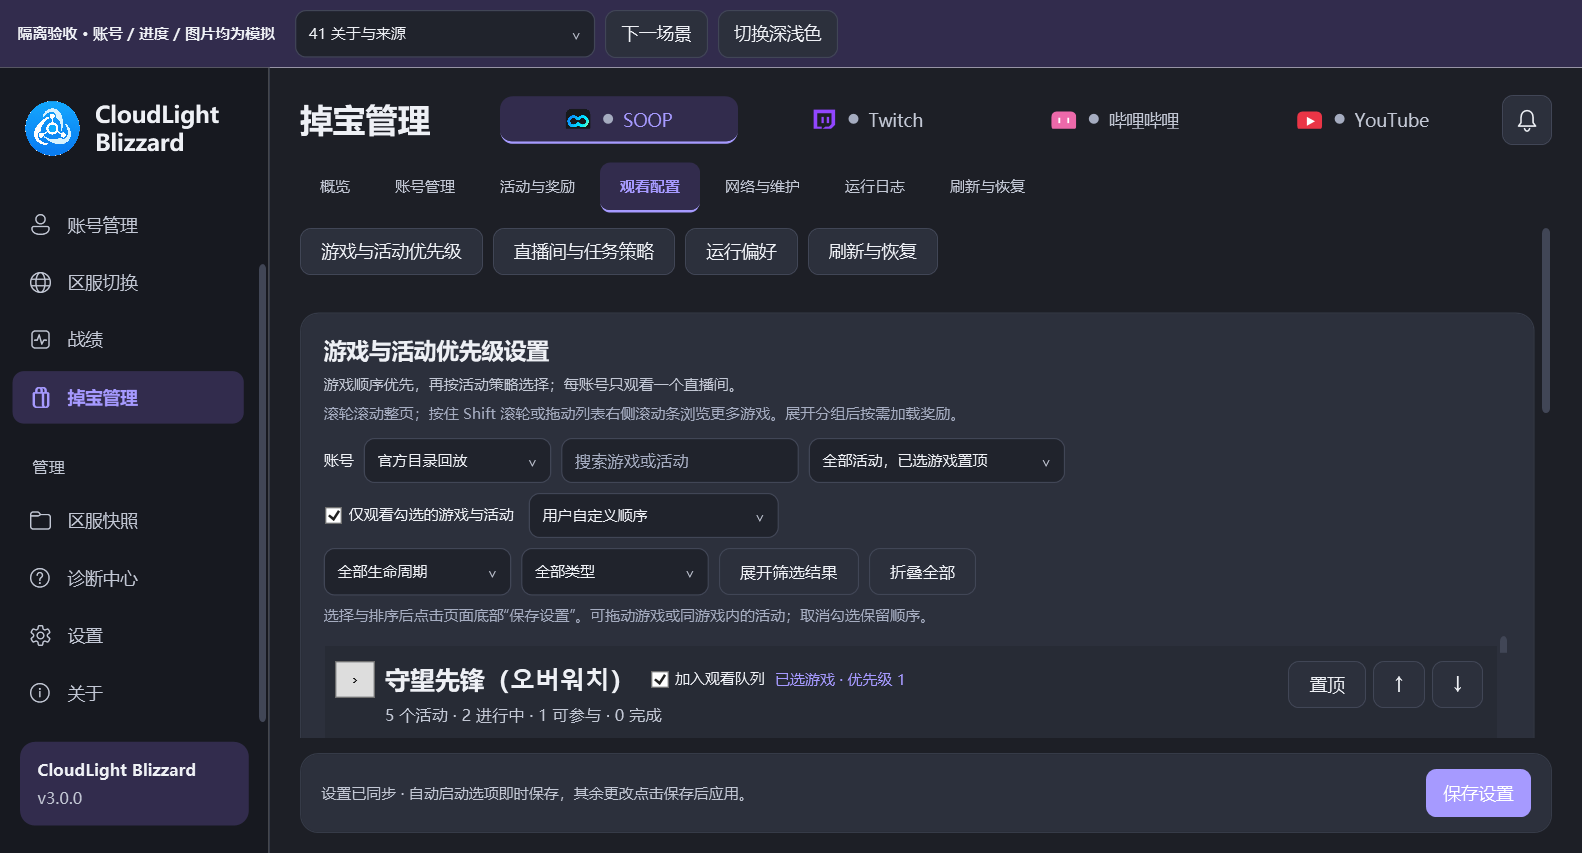 隔离验收 • 账号 / 进度 / 图片均为模拟
41 关于与来源
下一场景
切换深浅色
CloudLight
Blizzard
账号管理
区服切换
战绩
掉宝管理
管理
区服快照
诊断中心
设置
关于
CloudLight Blizzard
v3.0.0
掉宝管理
SOOP
Twitch
哔哩哔哩
YouTube
概览
账号管理
活动与奖励
观看配置
网络与维护
运行日志
刷新与恢复
游戏与活动优先级
直播间与任务策略
运行偏好
刷新与恢复
游戏与活动优先级设置
游戏顺序优先，再按活动策略选择；每账号只观看一个直播间。
滚轮滚动整页；按住 Shift 滚轮或拖动列表右侧滚动条浏览更多游戏。展开分组后按需加载奖励。
账号
官方目录回放
搜索游戏或活动
全部活动，已选游戏置顶
仅观看勾选的游戏与活动
用户自定义顺序
全部生命周期
全部类型
展开筛选结果
折叠全部
选择与排序后点击页面底部“保存设置”。可拖动游戏或同游戏内的活动；取消勾选保留顺序。
守望先锋（오버워치）
加入观看队列
已选游戏 · 优先级 1
5 个活动 · 2 进行中 · 1 可参与 · 0 完成
置顶
↑
↓
设置已同步 · 自动启动选项即时保存，其余更改点击保存后应用。
保存设置